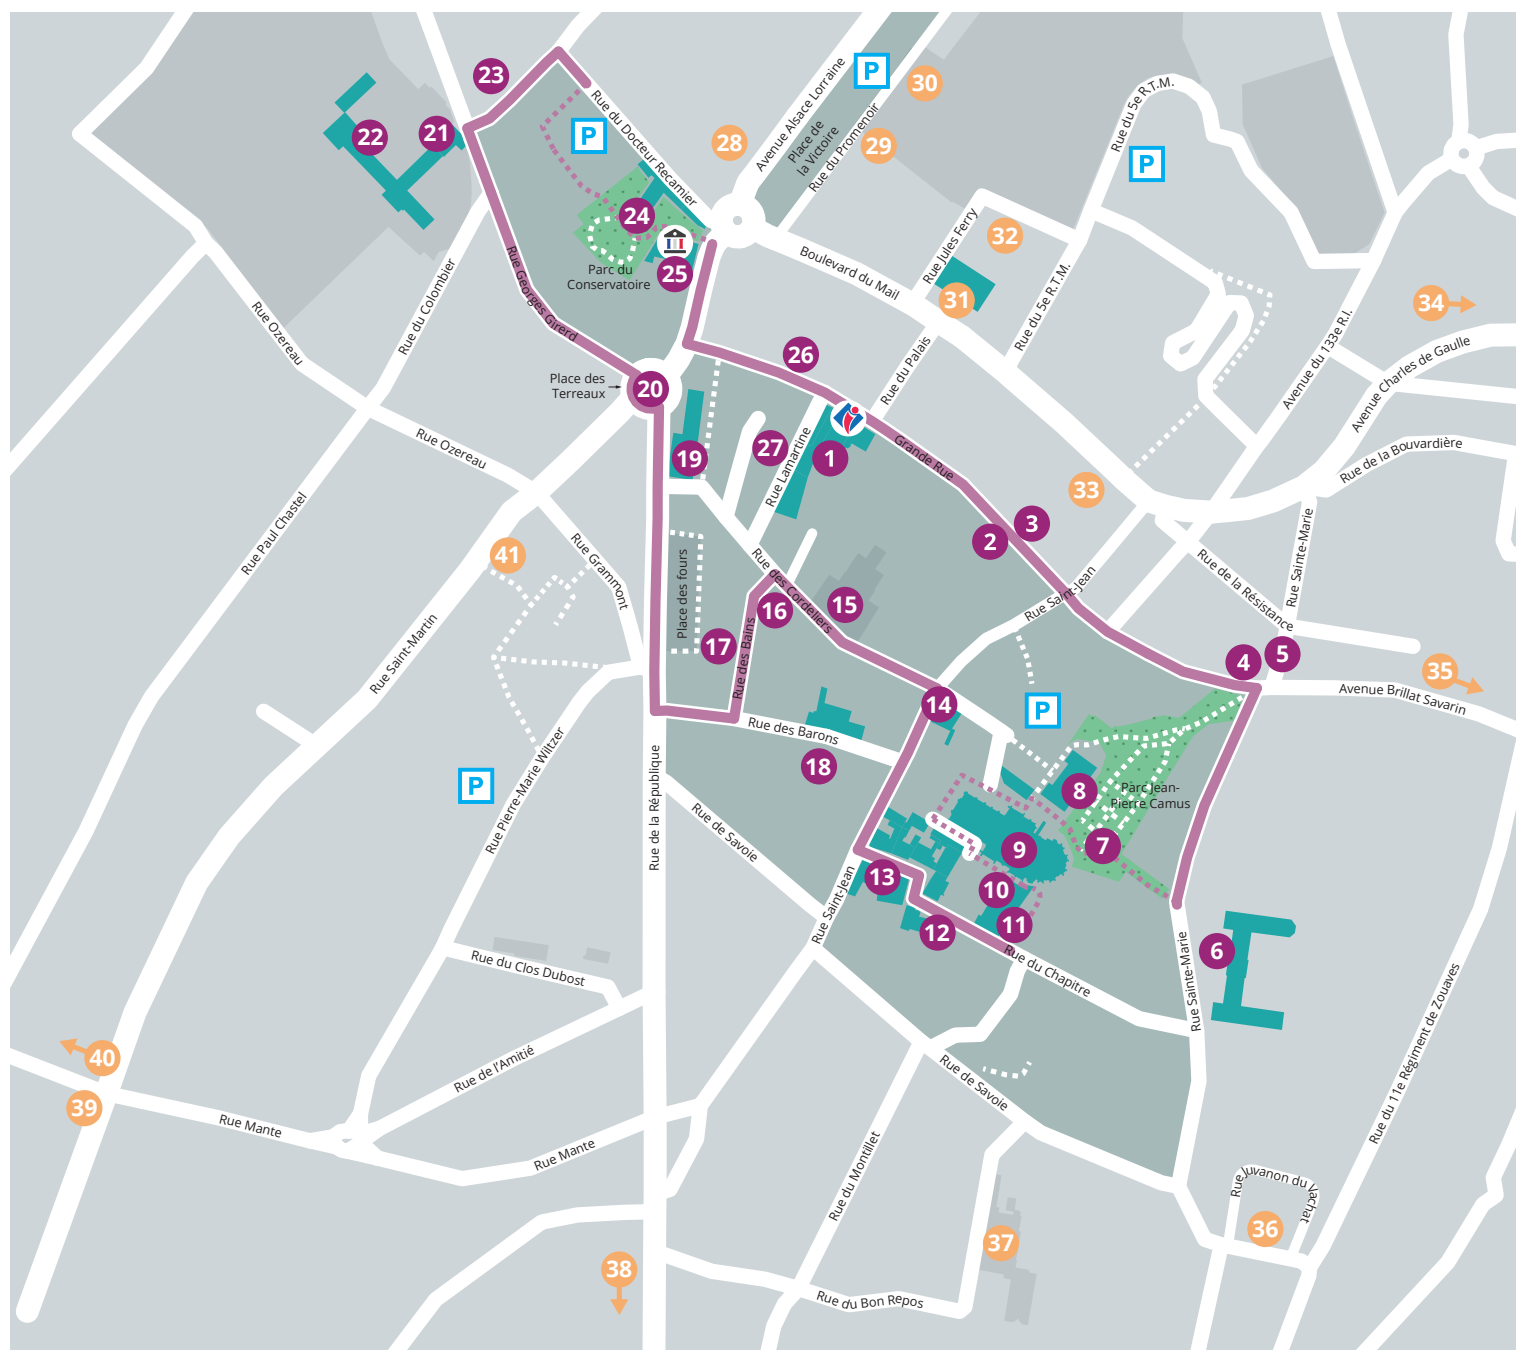 23
22
21
P
Rue du Docteur Recamier
28
Avenue Alsace Lorraine
P
30
Place de
la Victoire
Rue du Promenoir
29
Rue du 5e R.T.M.
P
24
25
Parc du
Conservatoire
Rue Georges Girerd
Boulevard du Mail
Rue Jules Ferry
32
31
Rue du 5e R.T.M.
34
Avenue du 133e R.I.
Avenue Charles de Gaulle
Rue de la Bouvardière
Rue Ozereau
Rue du Colombier
Place des
Terreaux
20
26
Rue du Palais
Rue Ozereau
19
27
Rue Lamartine
1
Grande Rue
33
2
3
Rue Paul Chastel
41
Rue Grammont
Place des fours
Rue des Cordeliers
16
15
17
Rue des Bains
Rue Saint-Jean
Rue Sainte-Marie
Rue de la Résistance
4
5
35
Avenue Brillat Savarin
Rue Saint-Martin
14
P
Rue des Barons
18
Rue Pierre-Marie Wiltzer
P
Rue de la République
Rue de Savoie
8
Parc Jean-
Pierre Camus
7
9
10
11
13
12
Rue Saint-Jean
Rue du Chapitre
Rue Sainte-Marie
6
Rue du Clos Dubost
Rue de l'Amitié
Rue de Savoie
Rue du 11e Régiment de Zouaves
40
39
Rue Mante
Rue Mante
Rue du Montillet
Rue Juvanon du Vachat
36
37
38
Rue du Bon Repos